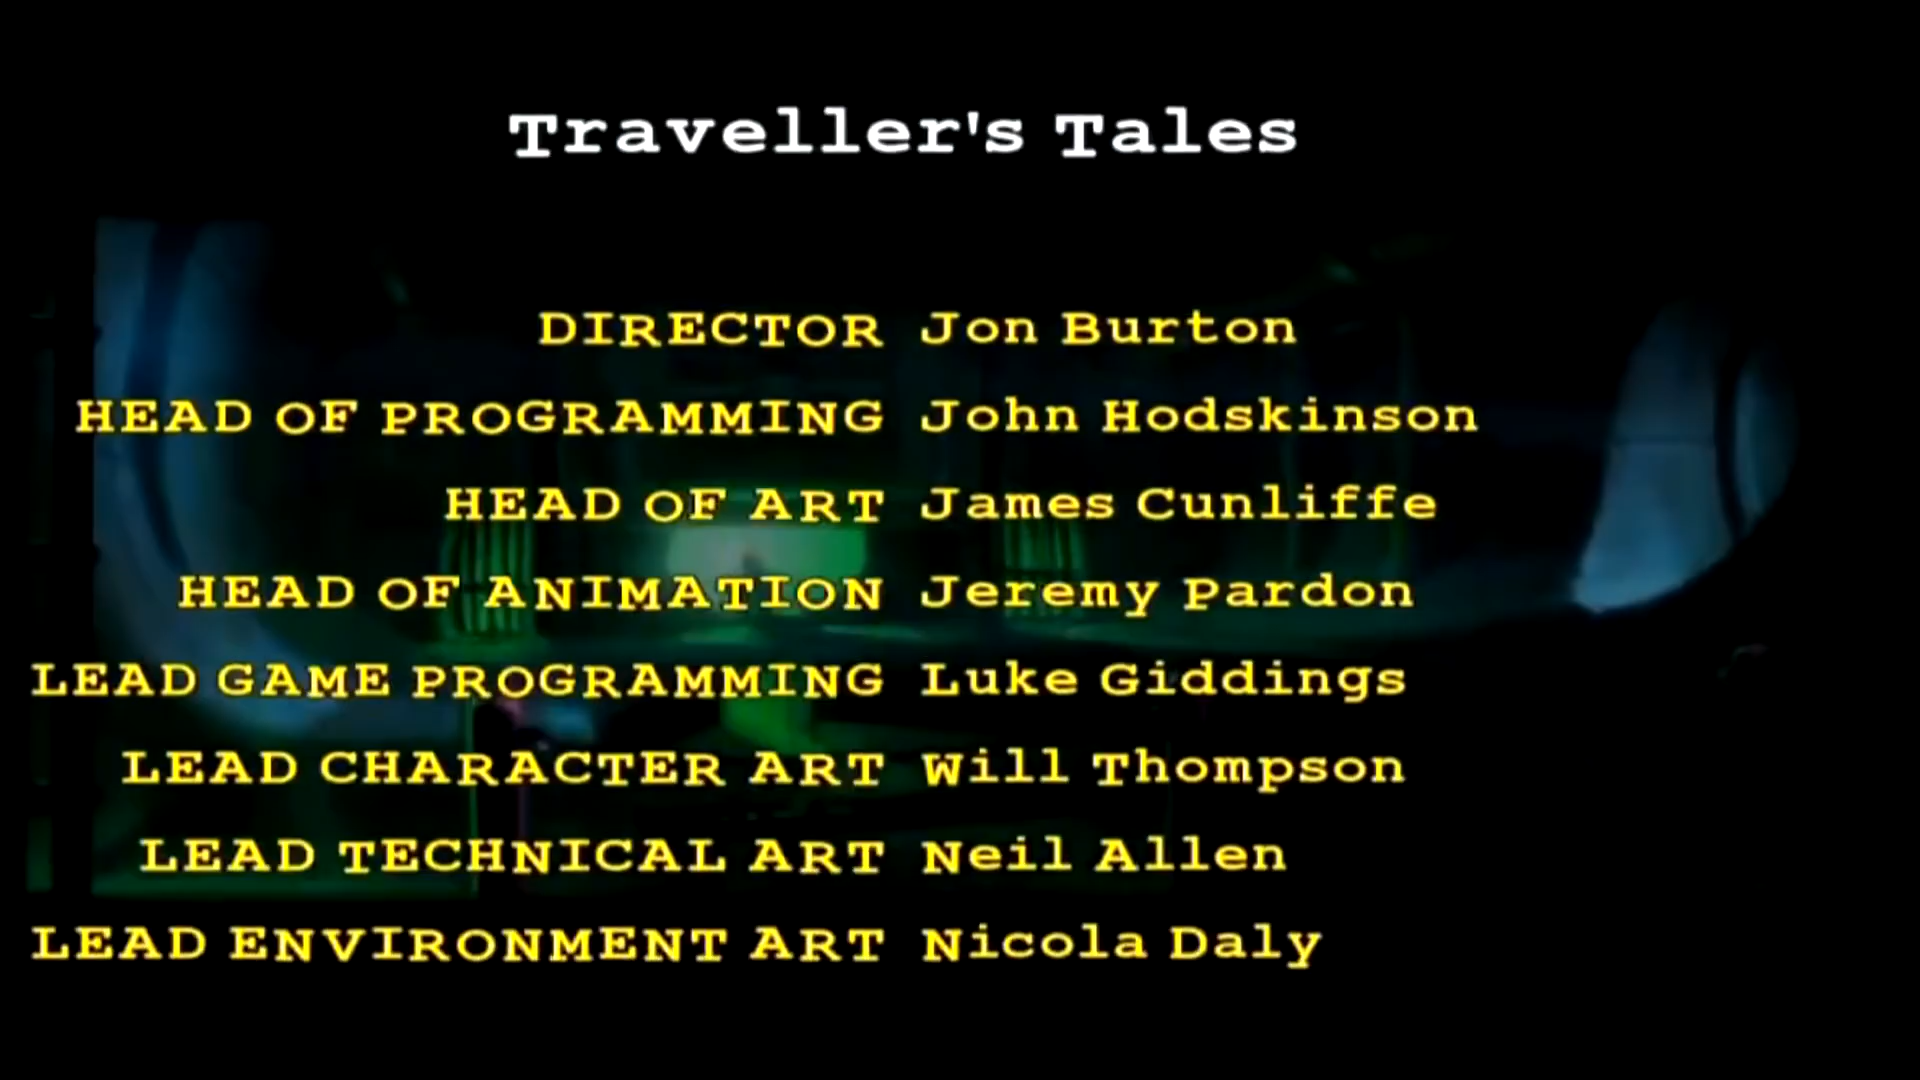 Traveller's Tales
DIRECTOR Jon Burton
HEAD OF PROGRAMMING John Hodskinson
HEAD OF ART James Cunliffe
HEAD OF ANIMATION Jeremy Pardon
LEAD GAME PROGRAMMING Luke Giddings
LEAD CHARACTER ART Will Thompson
LEAD TECHNICAL ART Neil Allen
LEAD ENVIRONMENT ART Nicola Daly